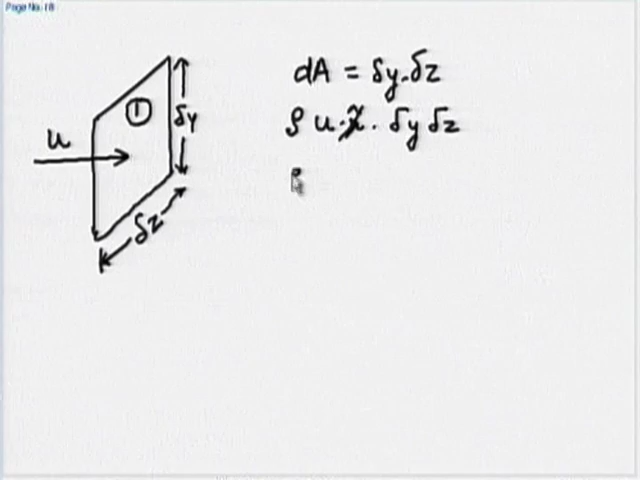 Page No. 18
①
u
δy
δz
dA = δy.δz
ρ u. . δy δz